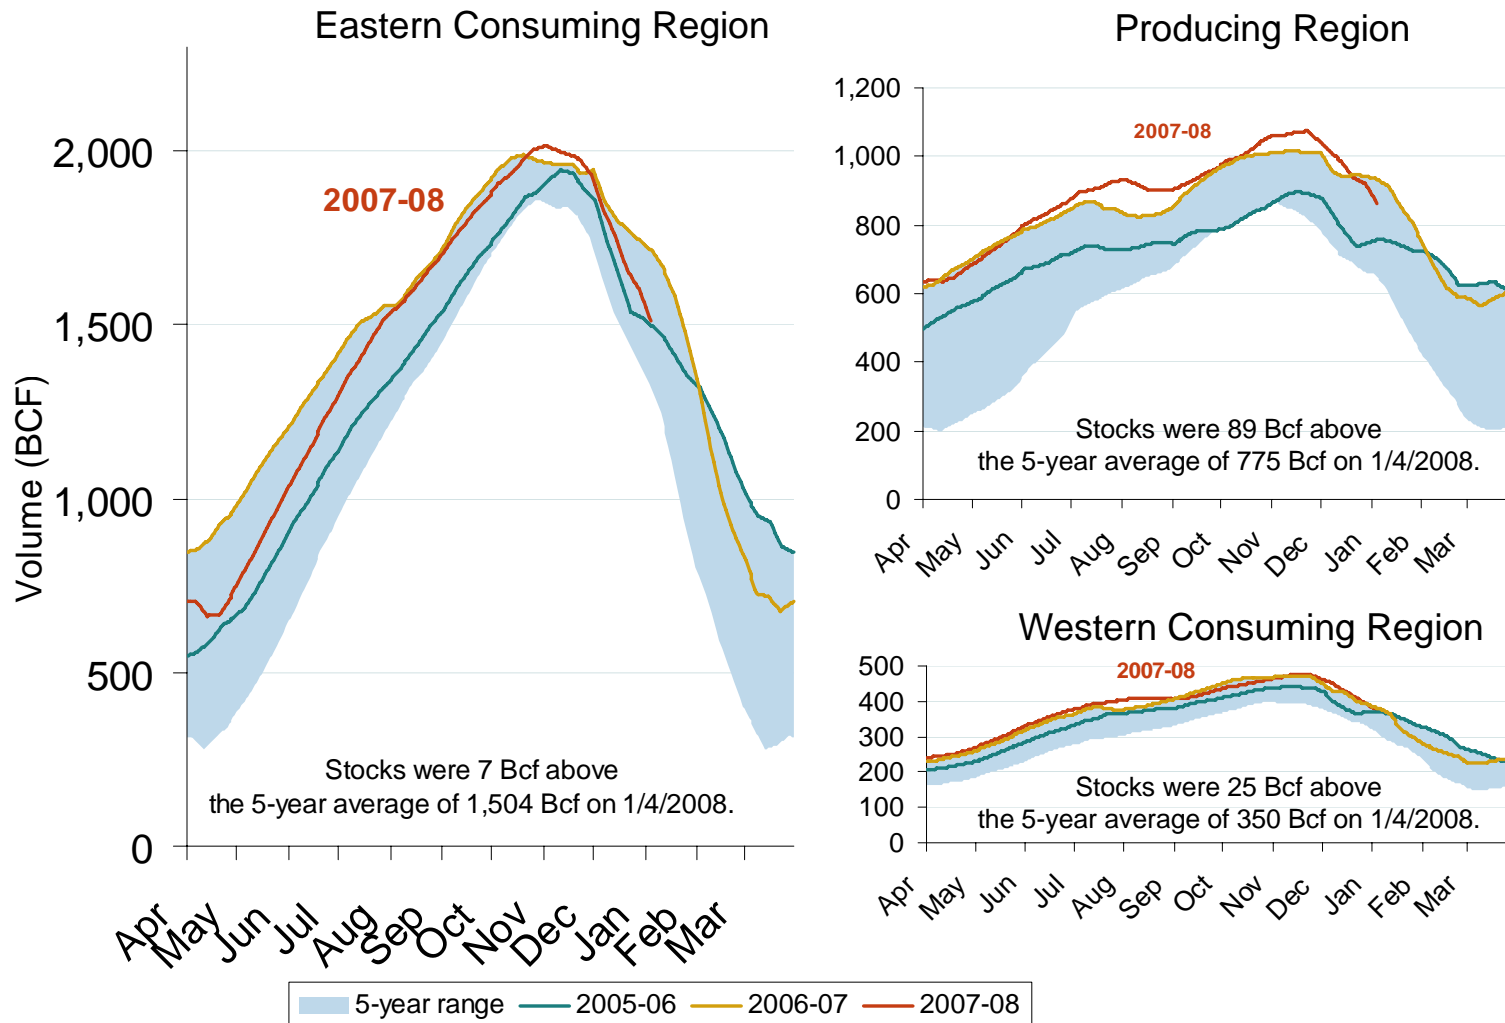 Eastern Consuming Region
Volume (BCF)
2,000
1,500
1,000
500
0
2007-08
Stocks were 7 Bcf above
the 5-year average of 1,504 Bcf on 1/4/2008.
Apr May Jun Jul Aug Sep Oct Nov Dec Jan Feb Mar
Producing Region
1,200
1,000
800
600
400
200
0
2007-08
Stocks were 89 Bcf above
the 5-year average of 775 Bcf on 1/4/2008.
Apr May Jun Jul Aug Sep Oct Nov Dec Jan Feb Mar
Western Consuming Region
500
400
300
200
100
0
2007-08
Stocks were 25 Bcf above
the 5-year average of 350 Bcf on 1/4/2008.
Apr May Jun Jul Aug Sep Oct Nov Dec Jan Feb Mar
5-year range 2005-06 2006-07 2007-08